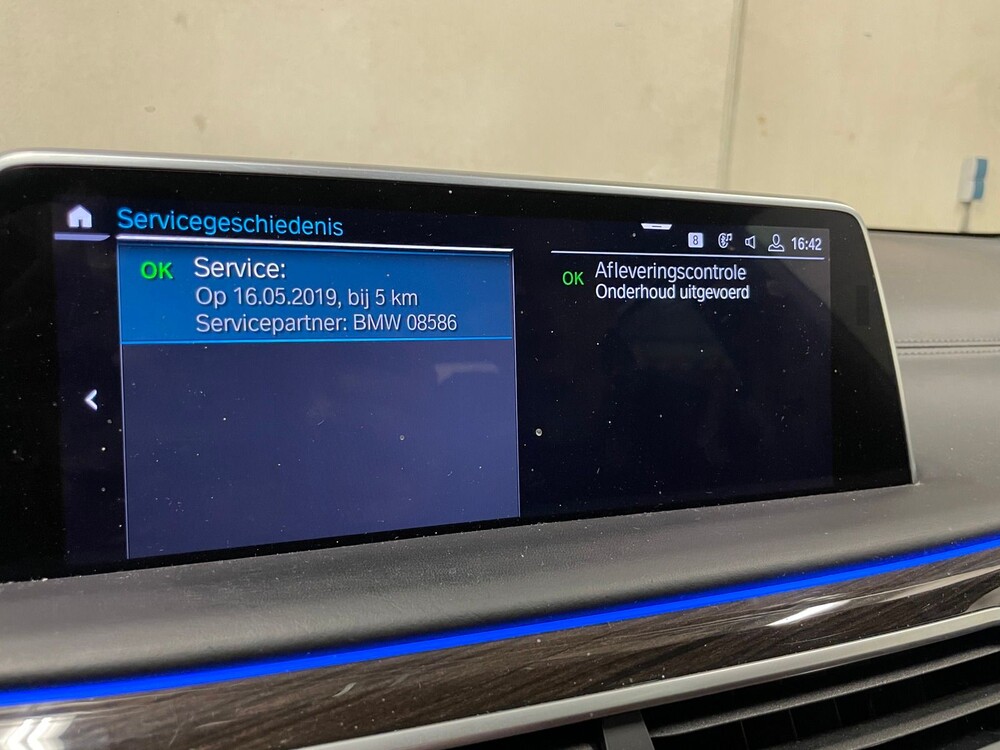 Servicegeschiedenis
8
16:42
OK
Service:
Op 16.05.2019, bij 5 km
Servicepartner: BMW 08586
OK
Afleveringscontrole
Onderhoud uitgevoerd